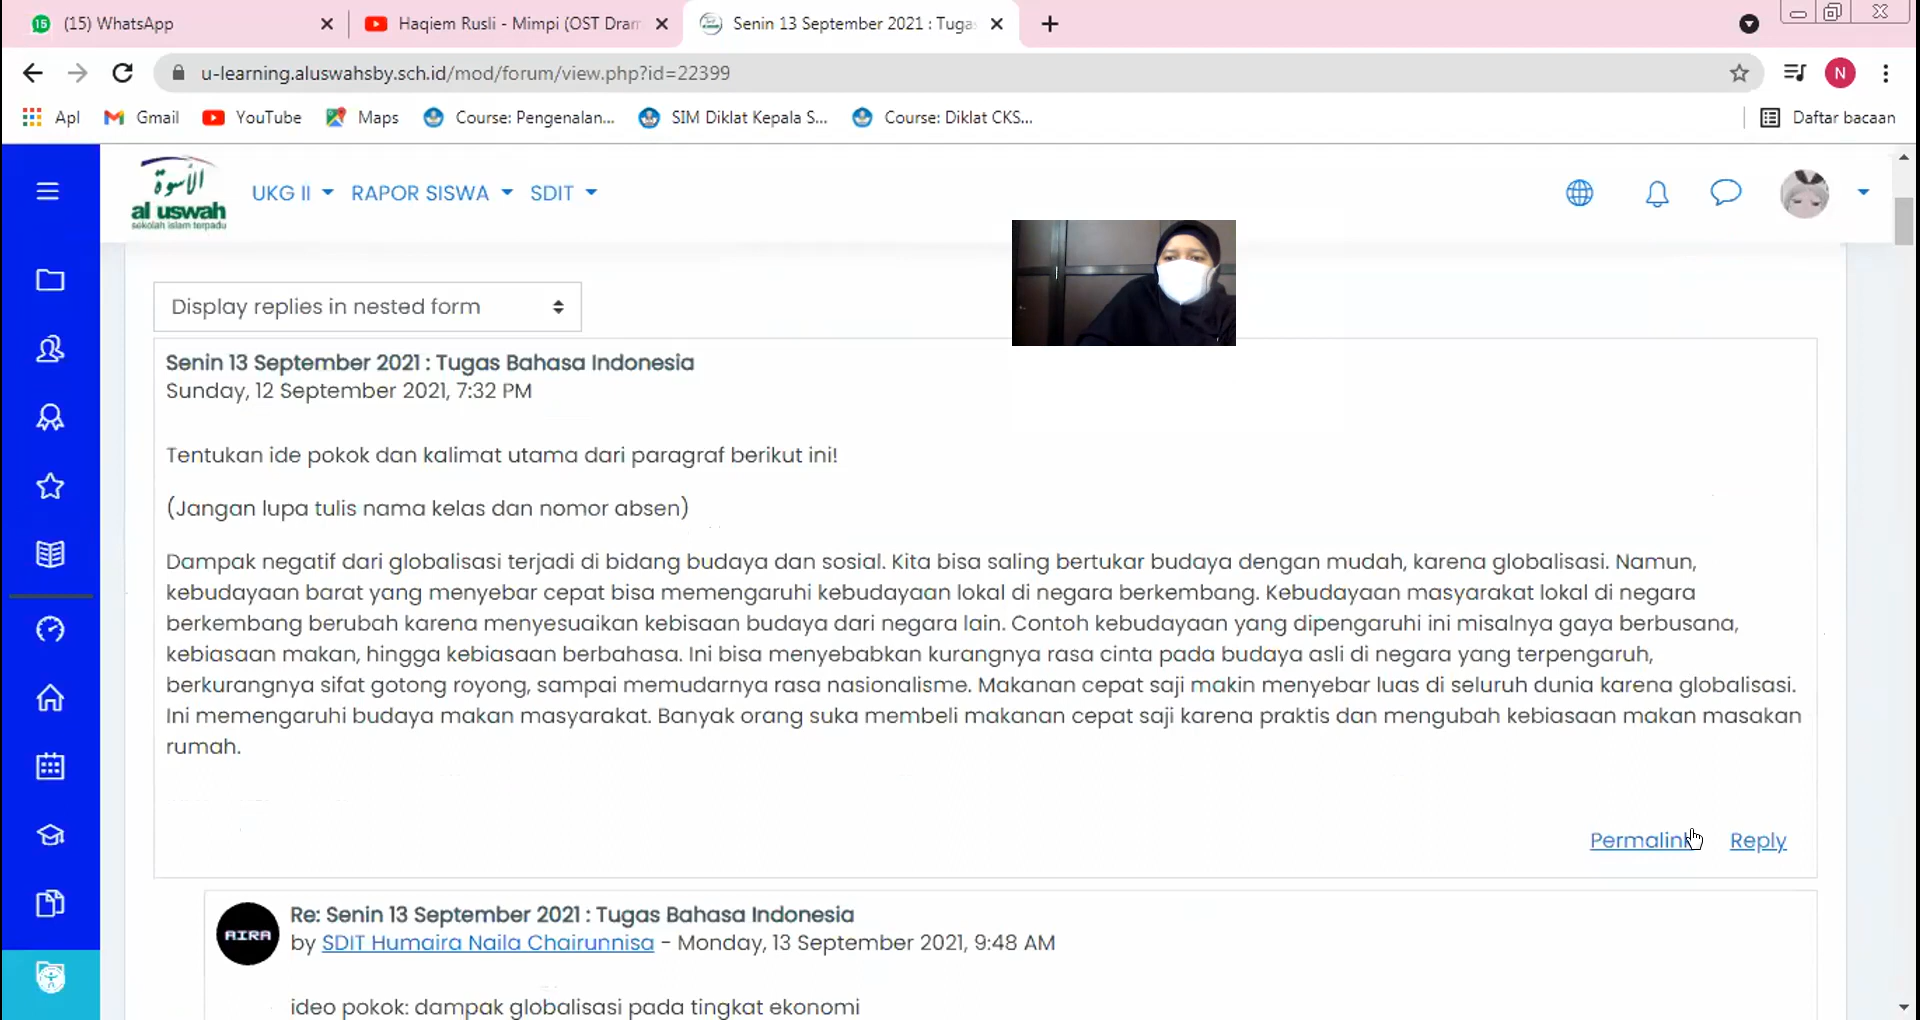 (15) WhatsApp
Haqiem Rusli - Mimpi (OST Dram
Senin 13 September 2021 : Tuga
u-learning.aluswahsby.sch.id/mod/forum/view.php?id=22399
N
Apl
Gmail
YouTube
Maps
Course: Pengenalan...
SIM Diklat Kepala S...
Course: Diklat CKS...
Daftar bacaan
الأسوة
al uswah
sekolah islam terpadu
UKG II
RAPOR SISWA
SDIT
Display replies in nested form
Senin 13 September 2021 : Tugas Bahasa Indonesia
Sunday, 12 September 2021, 7:32 PM
Tentukan ide pokok dan kalimat utama dari paragraf berikut ini!
(Jangan lupa tulis nama kelas dan nomor absen)
Dampak negatif dari globalisasi terjadi di bidang budaya dan sosial. Kita bisa saling bertukar budaya dengan mudah, karena globalisasi. Namun,
kebudayaan barat yang menyebar cepat bisa memengaruhi kebudayaan lokal di negara berkembang. Kebudayaan masyarakat lokal di negara
berkembang berubah karena menyesuaikan kebisaan budaya dari negara lain. Contoh kebudayaan yang dipengaruhi ini misalnya gaya berbusana,
kebiasaan makan, hingga kebiasaan berbahasa. Ini bisa menyebabkan kurangnya rasa cinta pada budaya asli di negara yang terpengaruh,
berkurangnya sifat gotong royong, sampai memudarnya rasa nasionalisme. Makanan cepat saji makin menyebar luas di seluruh dunia karena globalisasi.
Ini memengaruhi budaya makan masyarakat. Banyak orang suka membeli makanan cepat saji karena praktis dan mengubah kebiasaan makan masakan
rumah.
Permalink
Reply
AIRA
Re: Senin 13 September 2021 : Tugas Bahasa Indonesia
by SDIT Humaira Naila Chairunnisa - Monday, 13 September 2021, 9:48 AM
ideo pokok: dampak globalisasi pada tingkat ekonomi